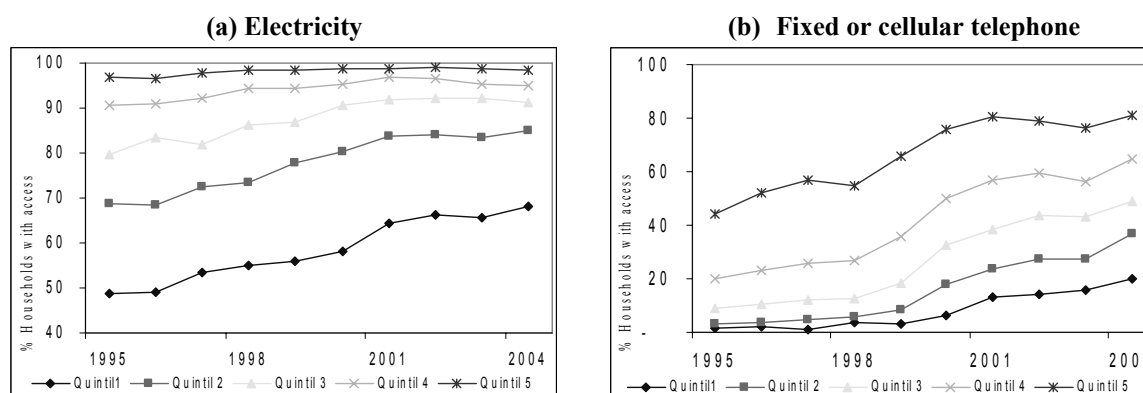 (a) Electricity
(b) Fixed or cellular telephone
% Households with access
100
90
80
70
60
50
40
1995
1998
2001
2004
Quintil1
Quintil 2
Quintil 3
Quintil 4
Quintil 5
% Households with access
100
80
60
40
20
-
1995
1998
2001
200
Quintil1
Quintil 2
Quintil 3
Quintil 4
Quintil 5